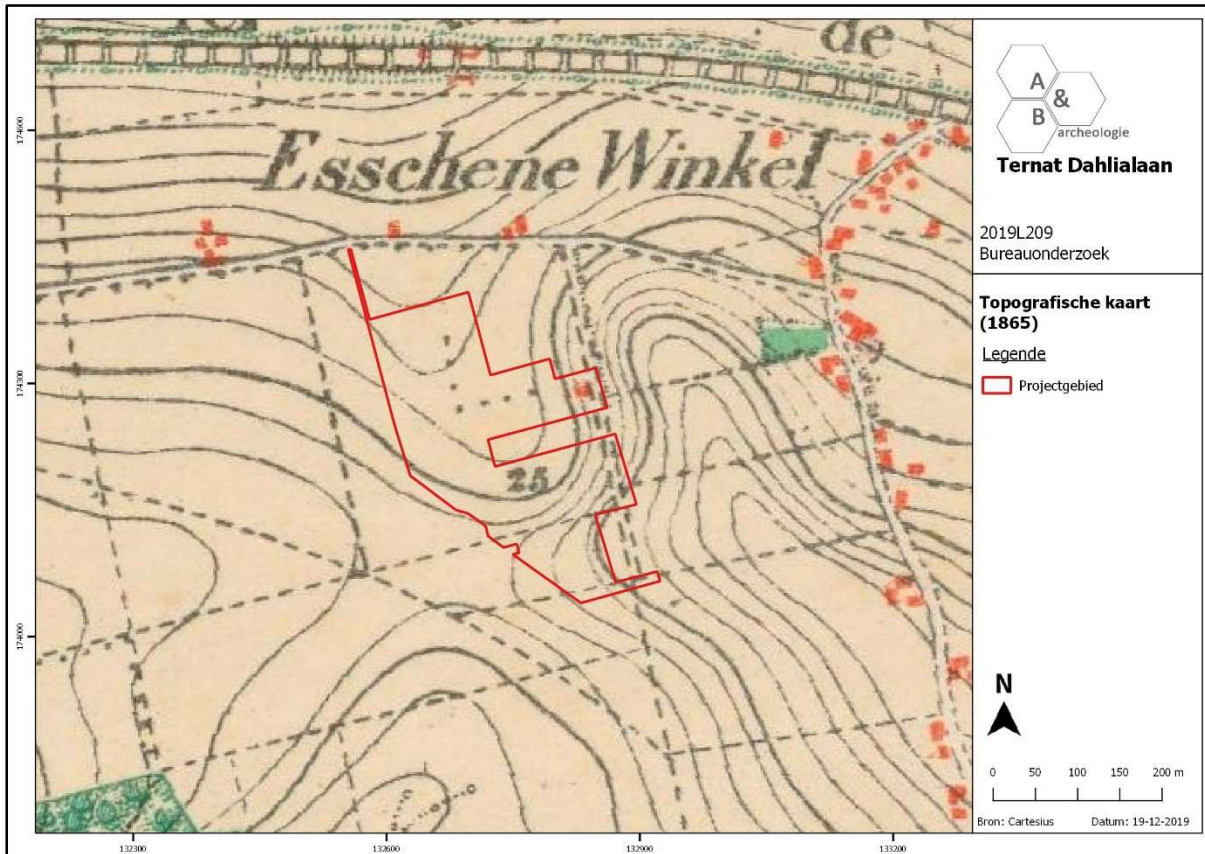 de
Esschene Winkel
25
174600
174300
174000
132300
132600
132900
133200
A
&
B
archeologie
Ternat Dahlialaan
2019L209
Bureauonderzoek
Topografische kaart
(1865)
Legende
Projectgebied
N
0 50 100 150 200 m
Bron: Cartesius Datum: 19-12-2019